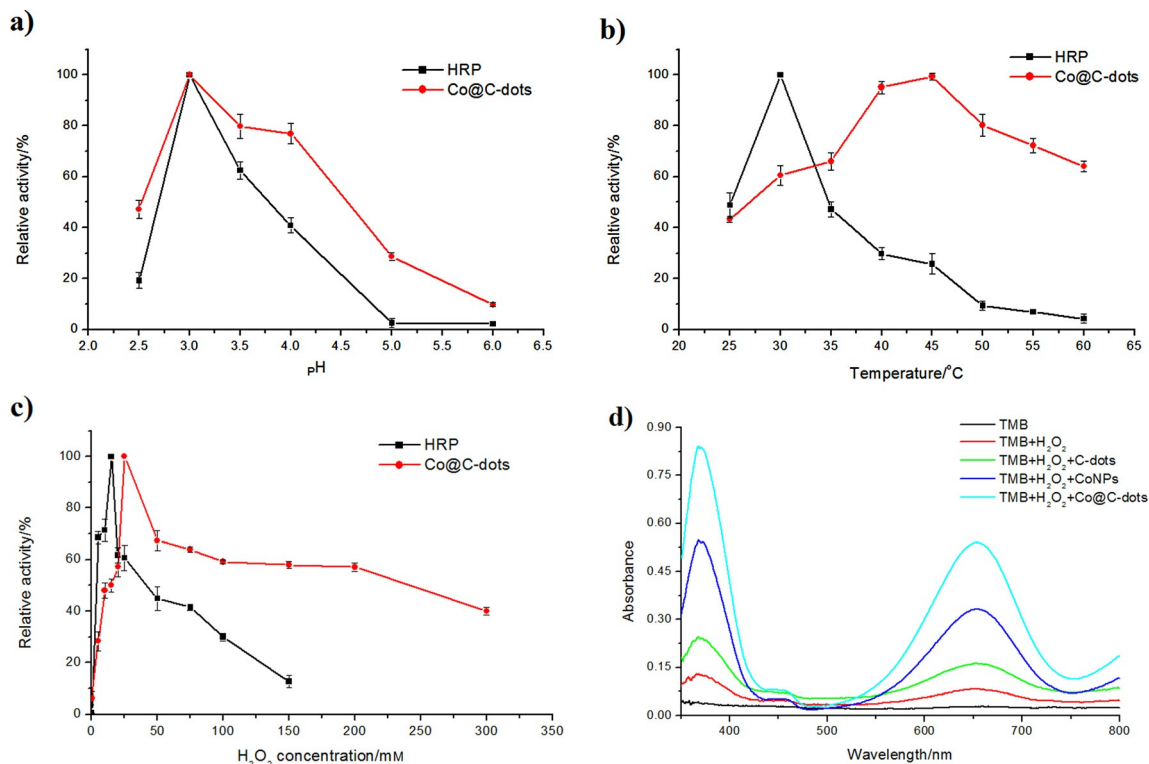 a)
HRP
Co@C-dots
Relative activity/%
100
80
60
40
20
0
2.0 2.5 3.0 3.5 4.0 4.5 5.0 5.5 6.0 6.5
PH
b)
HRP
Co@C-dots
Realtive activity/%
100
80
60
40
20
0
20 25 30 35 40 45 50 55 60 65
Temperature/°C
c)
HRP
Co@C-dots
Relative activity/%
100
80
60
40
20
0
0 50 100 150 200 250 300 350
H₂O₂ concentration/mM
d)
TMB
TMB+H₂O₂
TMB+H₂O₂+C-dots
TMB+H₂O₂+CoNPs
TMB+H₂O₂+Co@C-dots
Absorbance
0.90
0.75
0.60
0.45
0.30
0.15
0.00
400 500 600 700 800
Wavelength/nm